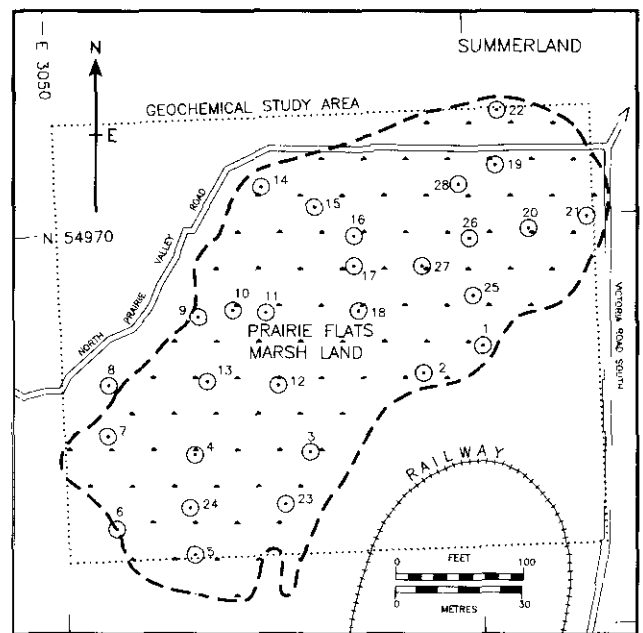 E 3050
N
SUMMERLAND
GEOCHEMICAL STUDY AREA
E
22
19
14
28
15
21
20
16
26
N 54970
17
27
25
NORTH PRAIRIE VALLEY ROAD
9
10
11
18
PRAIRIE FLATS
MARSH LAND
1
VICTORIA ROAD SOUTH
2
8
13
12
7
4
3
RAILWAY
24
23
6
5
FEET
0 100
0 30
METRES